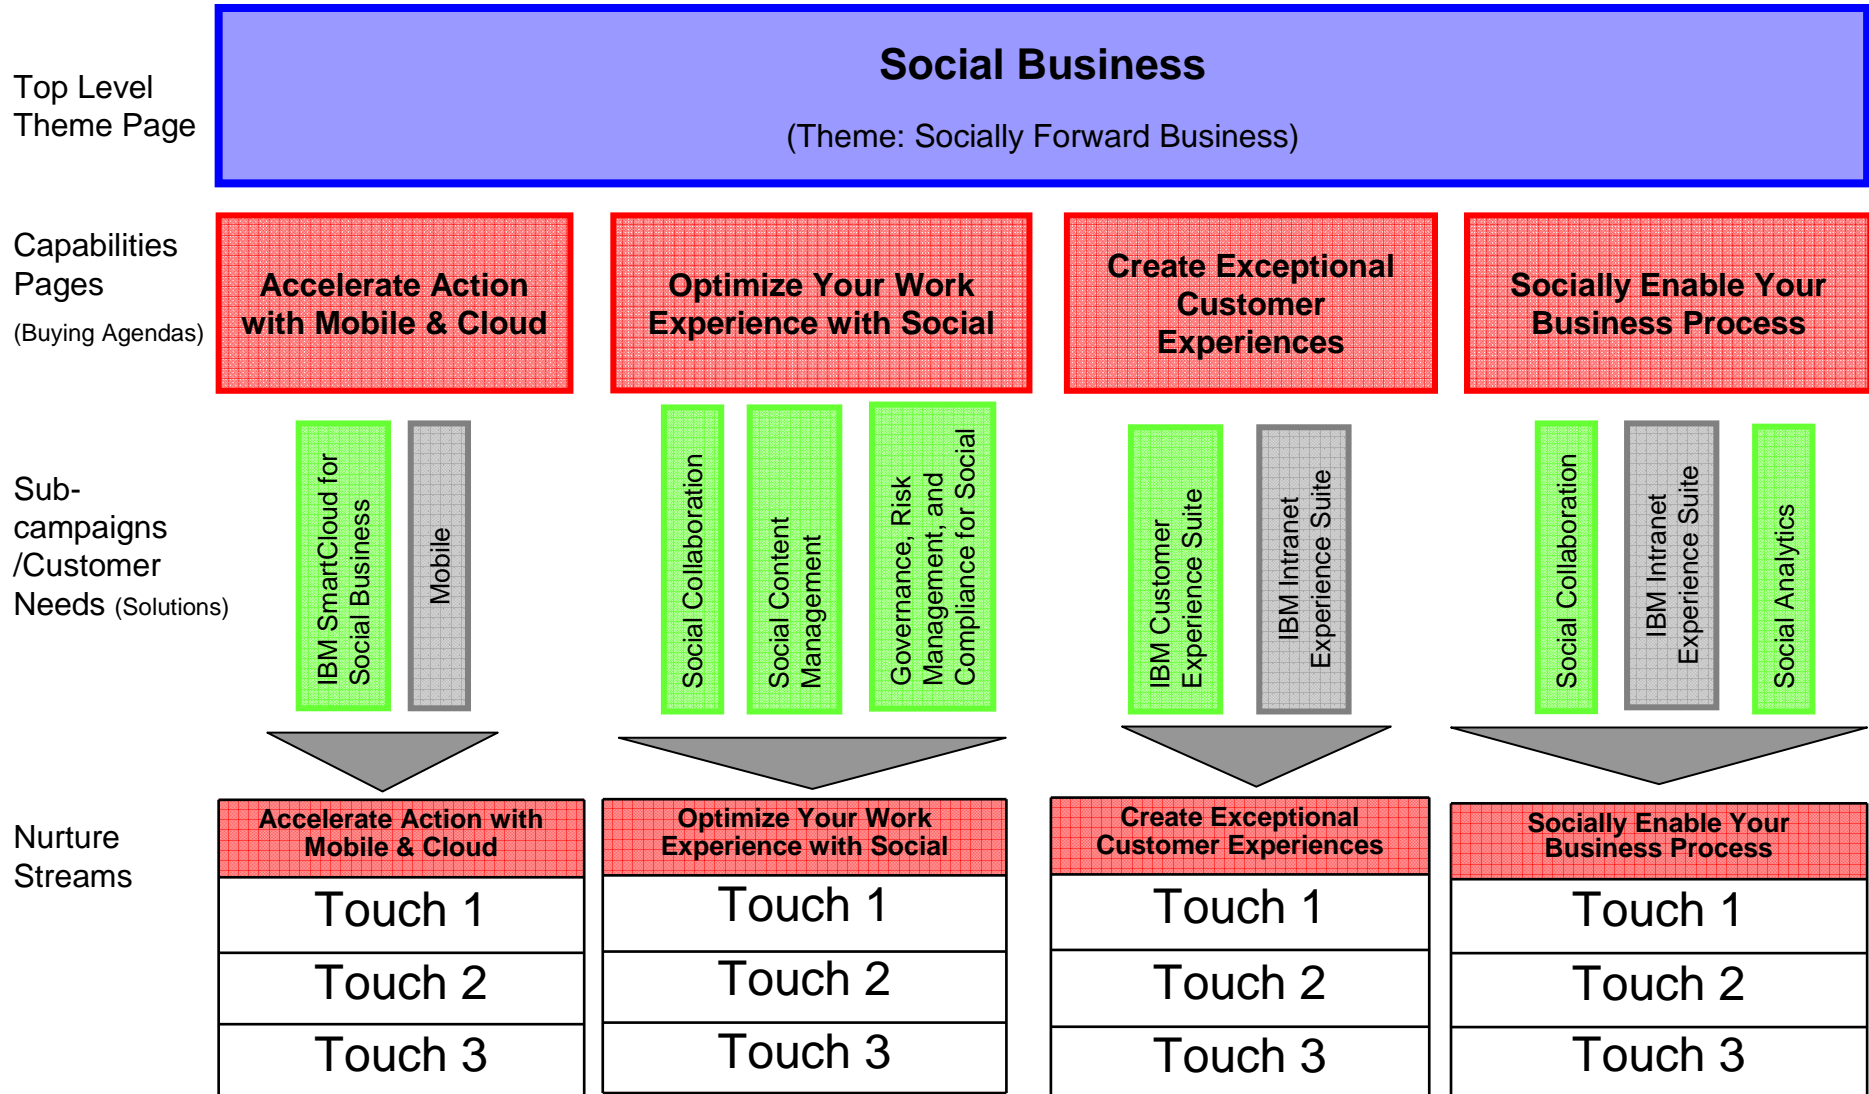 Top Level
Theme Page
Social Business
(Theme: Socially Forward Business)
Capabilities
Pages
(Buying Agendas)
Accelerate Action
with Mobile & Cloud
Optimize Your Work
Experience with Social
Create Exceptional
Customer
Experiences
Socially Enable Your
Business Process
Sub-
campaigns
/Customer
Needs (Solutions)
IBM SmartCloud for
Social Business
Mobile
Social Collaboration
Social Content
Management
Governance, Risk
Management, and
Compliance for Social
IBM Customer
Experience Suite
IBM Intranet
Experience Suite
Social Collaboration
IBM Intranet
Experience Suite
Social Analytics
Nurture
Streams
Accelerate Action with
Mobile & Cloud
Touch 1
Touch 2
Touch 3
Optimize Your Work
Experience with Social
Touch 1
Touch 2
Touch 3
Create Exceptional
Customer Experiences
Touch 1
Touch 2
Touch 3
Socially Enable Your
Business Process
Touch 1
Touch 2
Touch 3